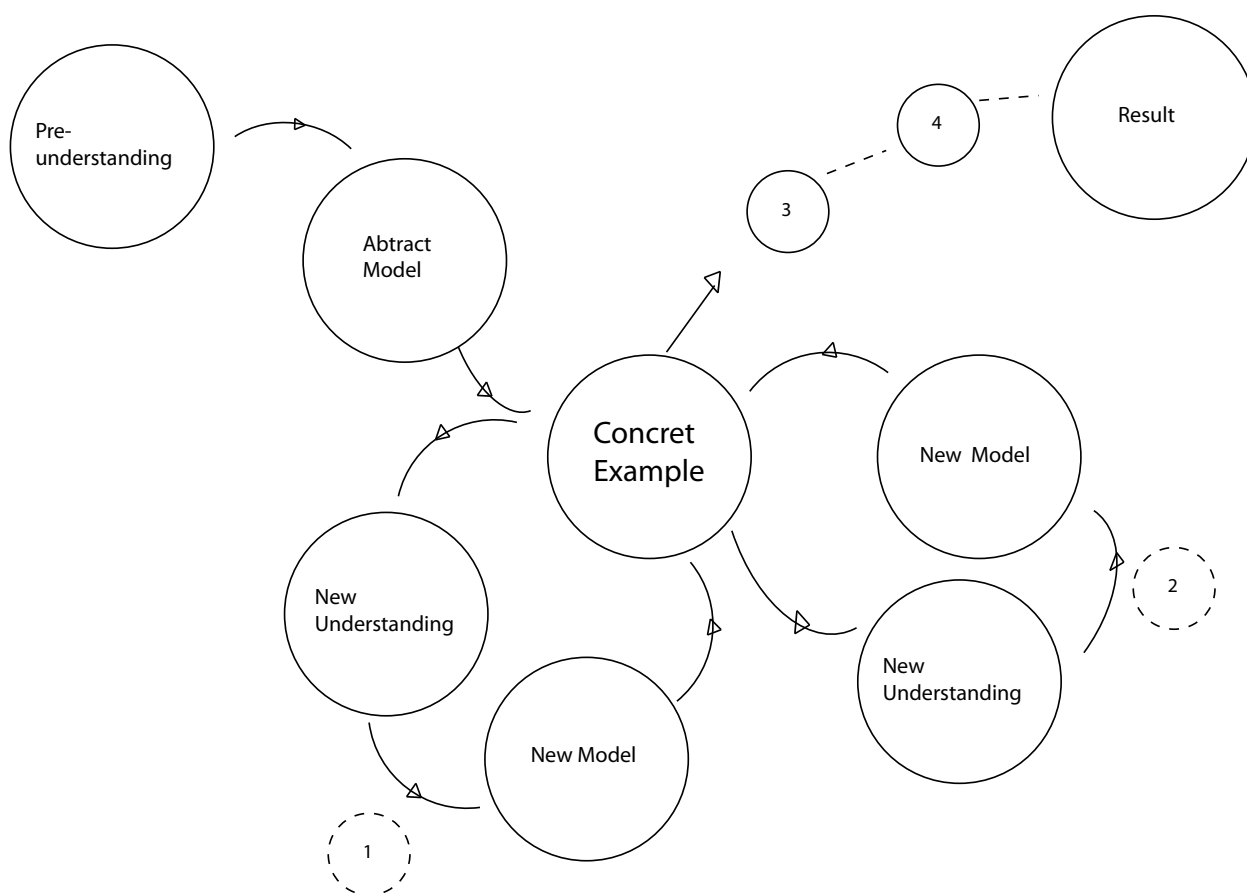 Pre-
understanding
Abtract
Model
4
Result
3
Concret
Example
New  Model
2
New
Understanding
New Model
1
New
Understanding